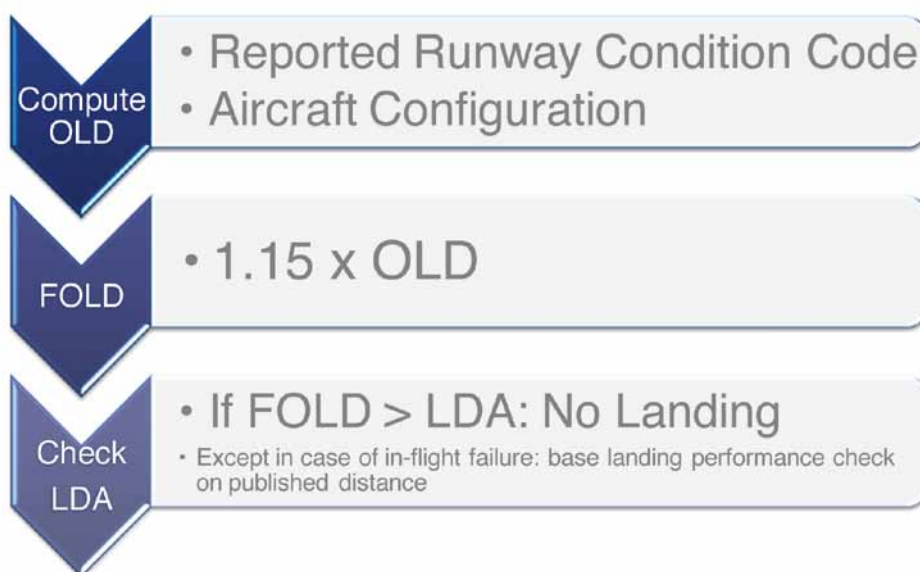 Compute
OLD
• Reported Runway Condition Code
• Aircraft Configuration
FOLD
• 1.15 x OLD
Check
LDA
• If FOLD > LDA: No Landing
• Except in case of in-flight failure: base landing performance check
on published distance